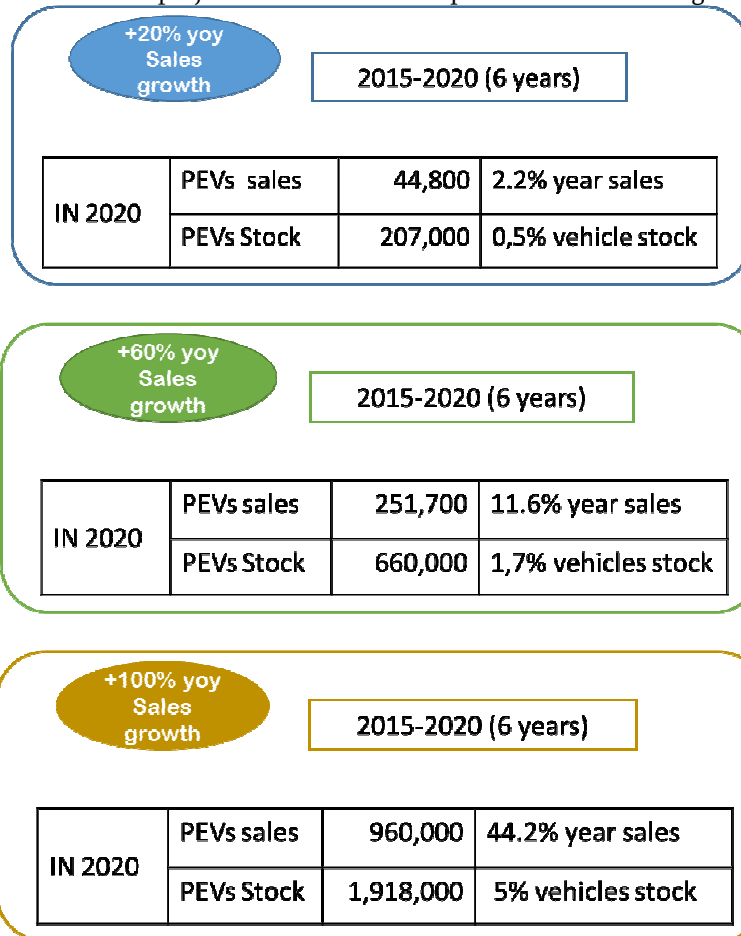 +20% yoy
Sales
growth
2015-2020 (6 years)
IN 2020
PEVs sales 44,800 2.2% year sales
PEVs Stock 207,000 0,5% vehicle stock
+60% yoy
Sales
growth
2015-2020 (6 years)
IN 2020
PEVs sales 251,700 11.6% year sales
PEVs Stock 660,000 1,7% vehicles stock
+100% yoy
Sales
growth
2015-2020 (6 years)
IN 2020
PEVs sales 960,000 44.2% year sales
PEVs Stock 1,918,000 5% vehicles stock